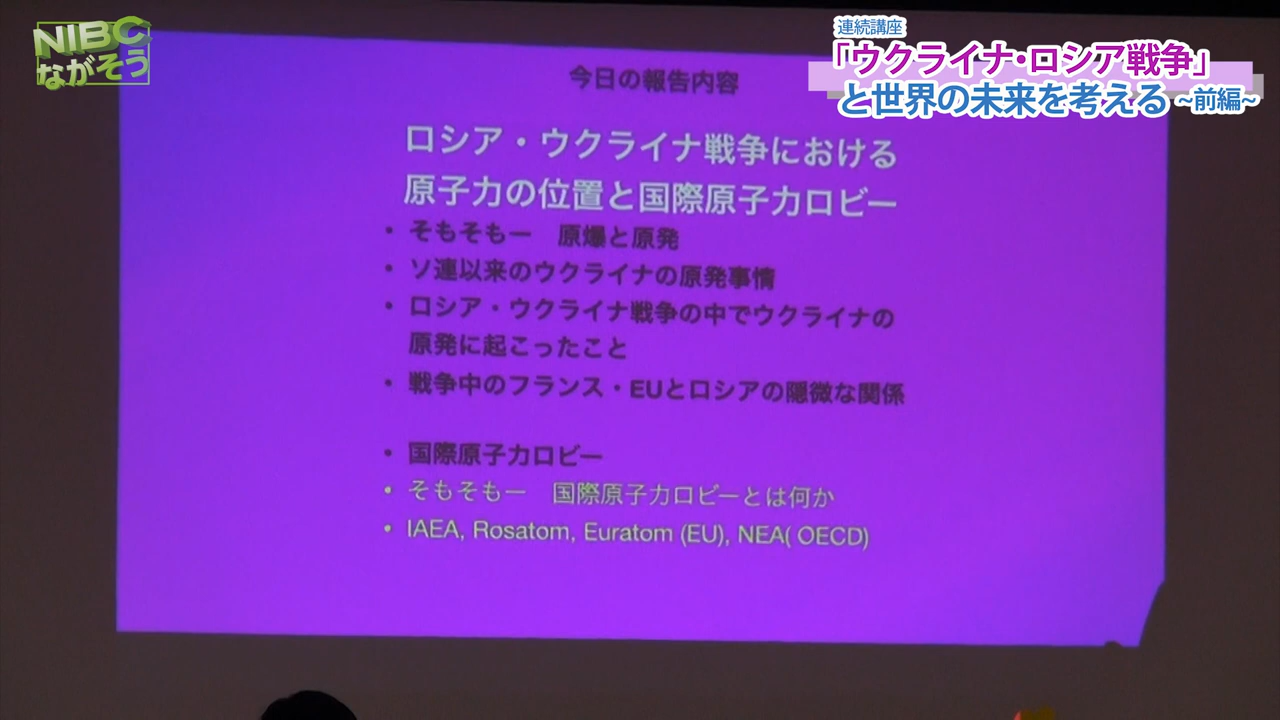 NIBC
ながそう
連続講座
「ウクライナ・ロシア戦争」
と世界の未来を考える ~前編~
今日の報告内容
ロシア・ウクライナ戦争における
原子力の位置と国際原子力ロビー
• そもそもー　原爆と原発
• ソ連以来のウクライナの原発事情
• ロシア・ウクライナ戦争の中でウクライナの
原発に起こったこと
• 戦争中のフランス・EUとロシアの隠微な関係
• 国際原子力ロビー
• そもそもー　国際原子力ロビーとは何か
• IAEA, Rosatom, Euratom (EU), NEA( OECD)